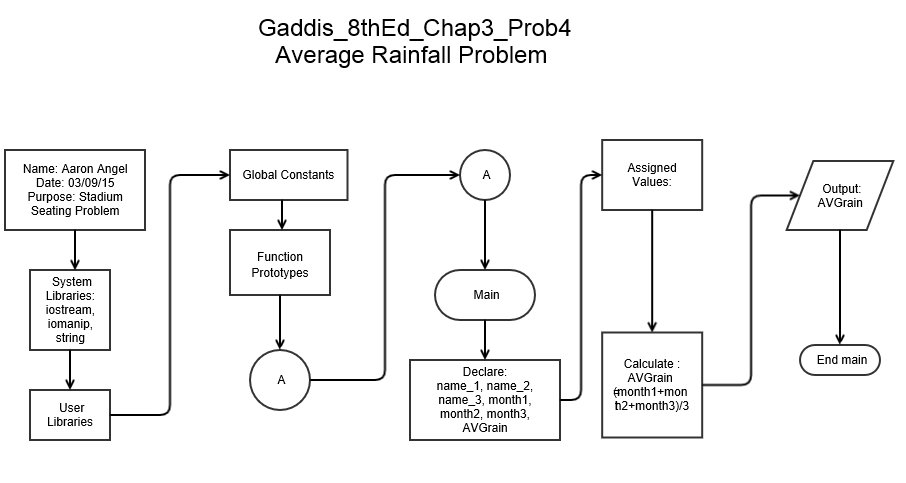 Gaddis_8thEd_Chap3_Prob4
Average Rainfall Problem
Name: Aaron Angel
Date: 03/09/15
Purpose: Stadium
Seating Problem
System
Libraries:
iostream,
iomanip,
string
User
Libraries
Global Constants
Function
Prototypes
A
A
Main
Declare:
name_1, name_2,
name_3, month1,
month2, month3,
AVGrain
Assigned
Values:
Calculate :
AVGrain
(month1+mon
th2+month3)/3
Output:
AVGrain
End main